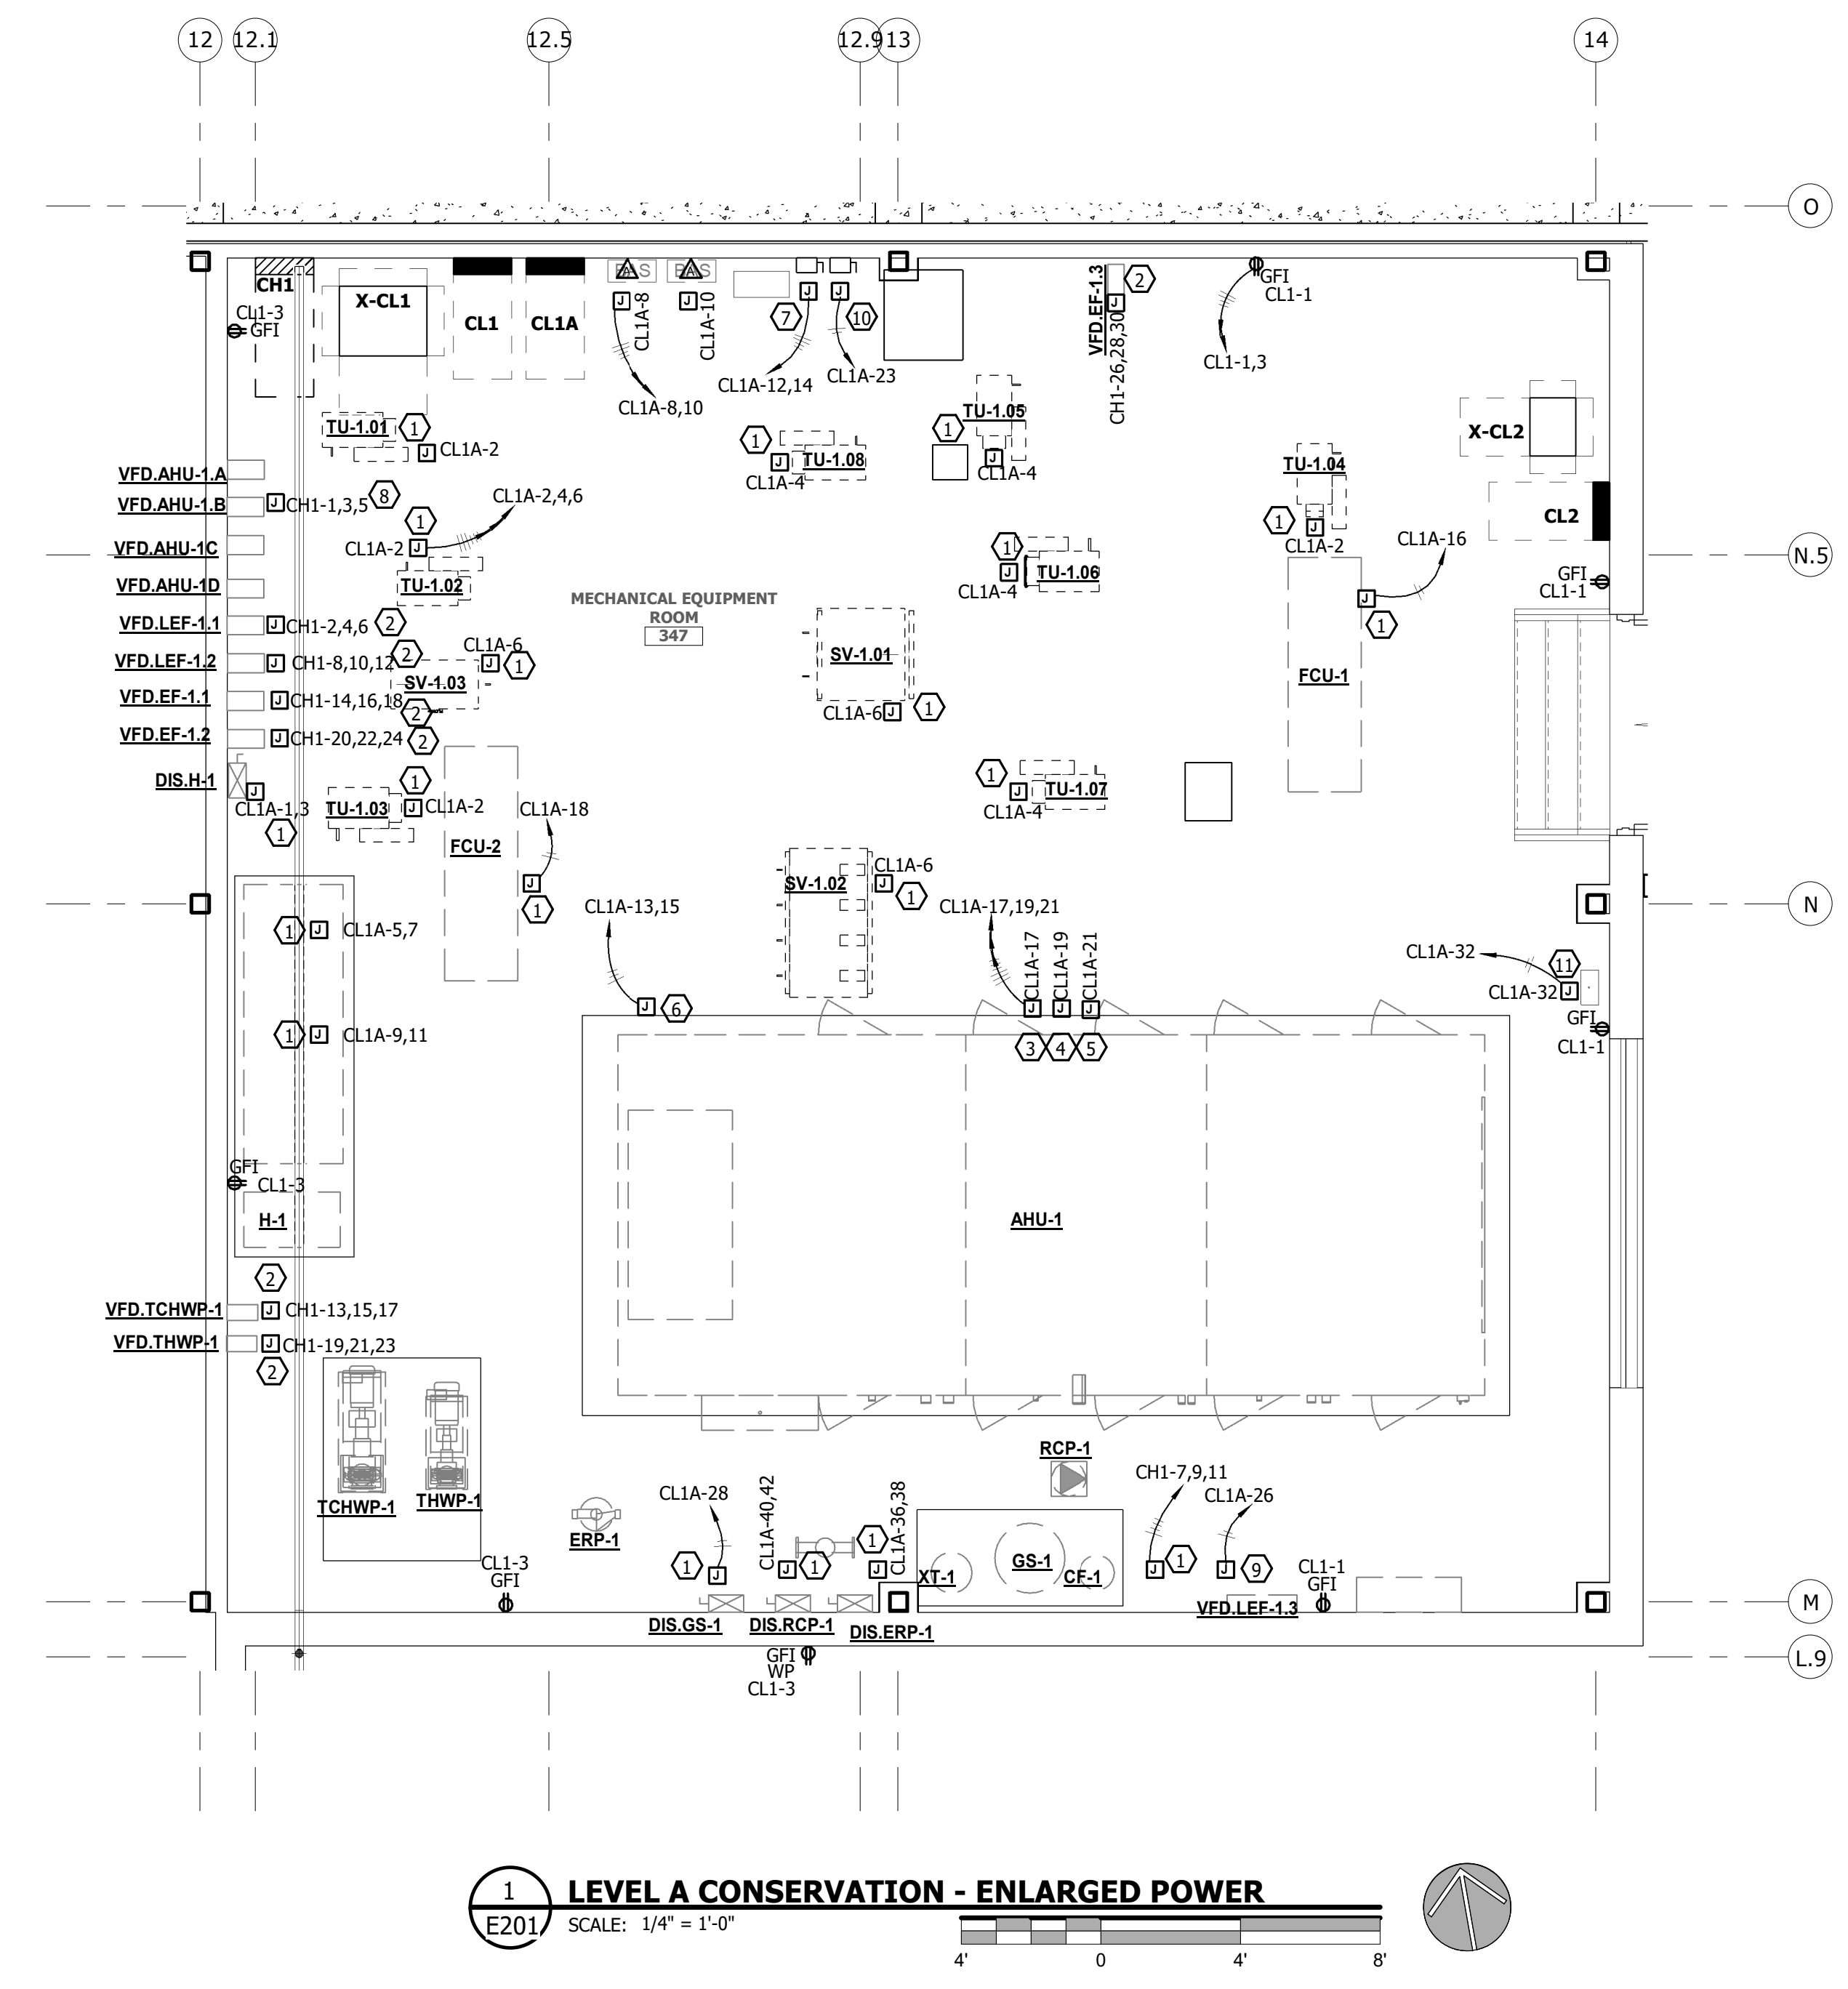 12
12.1
12.5
12.9
13
14
O
CH1
X-CL1
CL1
CL1A
BAS
BAS
J
J
CL1A-8
CL1A-10
J
J
7
10
VFD.EF-1.3
2
J
CH1-26,28,30
GFI
CL1-1
CL1-3
GFI
CL1A-12,14
CL1A-23
CL1-1,3
CL1A-8,10
TU-1.01
1
J
CL1A-2
1
J
TU-1.08
CL1A-4
1
TU-1.05
J
CL1A-4
X-CL2
TU-1.04
VFD.AHU-1.A
VFD.AHU-1.B
J
CH1-1,3,5
8
CL1A-2,4,6
1
CL1A-2
J
1
J
CL1A-2
CL1A-16
CL2
VFD.AHU-1C
N.5
1
TU-1.06
J
CL1A-4
GFI
CL1-1
VFD.AHU-1D
TU-1.02
MECHANICAL EQUIPMENT
ROOM
347
J
1
VFD.LEF-1.1
J
CH1-2,4,6
2
2
CL1A-6
VFD.LEF-1.2
J
CH1-8,10,12
J
1
SV-1.03
SV-1.01
FCU-1
VFD.EF-1.1
J
CH1-14,16,18
2
CL1A-6
J
1
VFD.EF-1.2
J
CH1-20,22,24
2
DIS.H-1
J
CL1A-1,3
1
1
TU-1.03
J
CL1A-2
CL1A-18
1
J
TU-1.07
CL1A-4
FCU-2
SV-1.02
CL1A-6
J
1
J
1
N
1
J
CL1A-5,7
CL1A-13,15
CL1A-17,19,21
CL1A-17
CL1A-19
CL1A-21
CL1A-32
11
CL1A-32
J
J
6
J
J
J
3
4
5
GFI
CL1-1
1
J
CL1A-9,11
GFI
CL1-3
H-1
AHU-1
2
VFD.TCHWP-1
J
CH1-13,15,17
VFD.THWP-1
J
CH1-19,21,23
2
TCHWP-1
THWP-1
RCP-1
CH1-7,9,11
CL1A-26
CL1A-28
CL1A-40,42
CL1A-36,38
ERP-1
CL1-3
GFI
1
J
J
1
1
J
XT-1
GS-1
CF-1
J
1
J
9
CL1-1
GFI
VFD.LEF-1.3
DIS.GS-1
DIS.RCP-1
DIS.ERP-1
M
GFI
WP
CL1-3
L.9
1
E201
LEVEL A CONSERVATION - ENLARGED POWER
SCALE: 1/4" = 1'-0"
4'
0
4'
8'